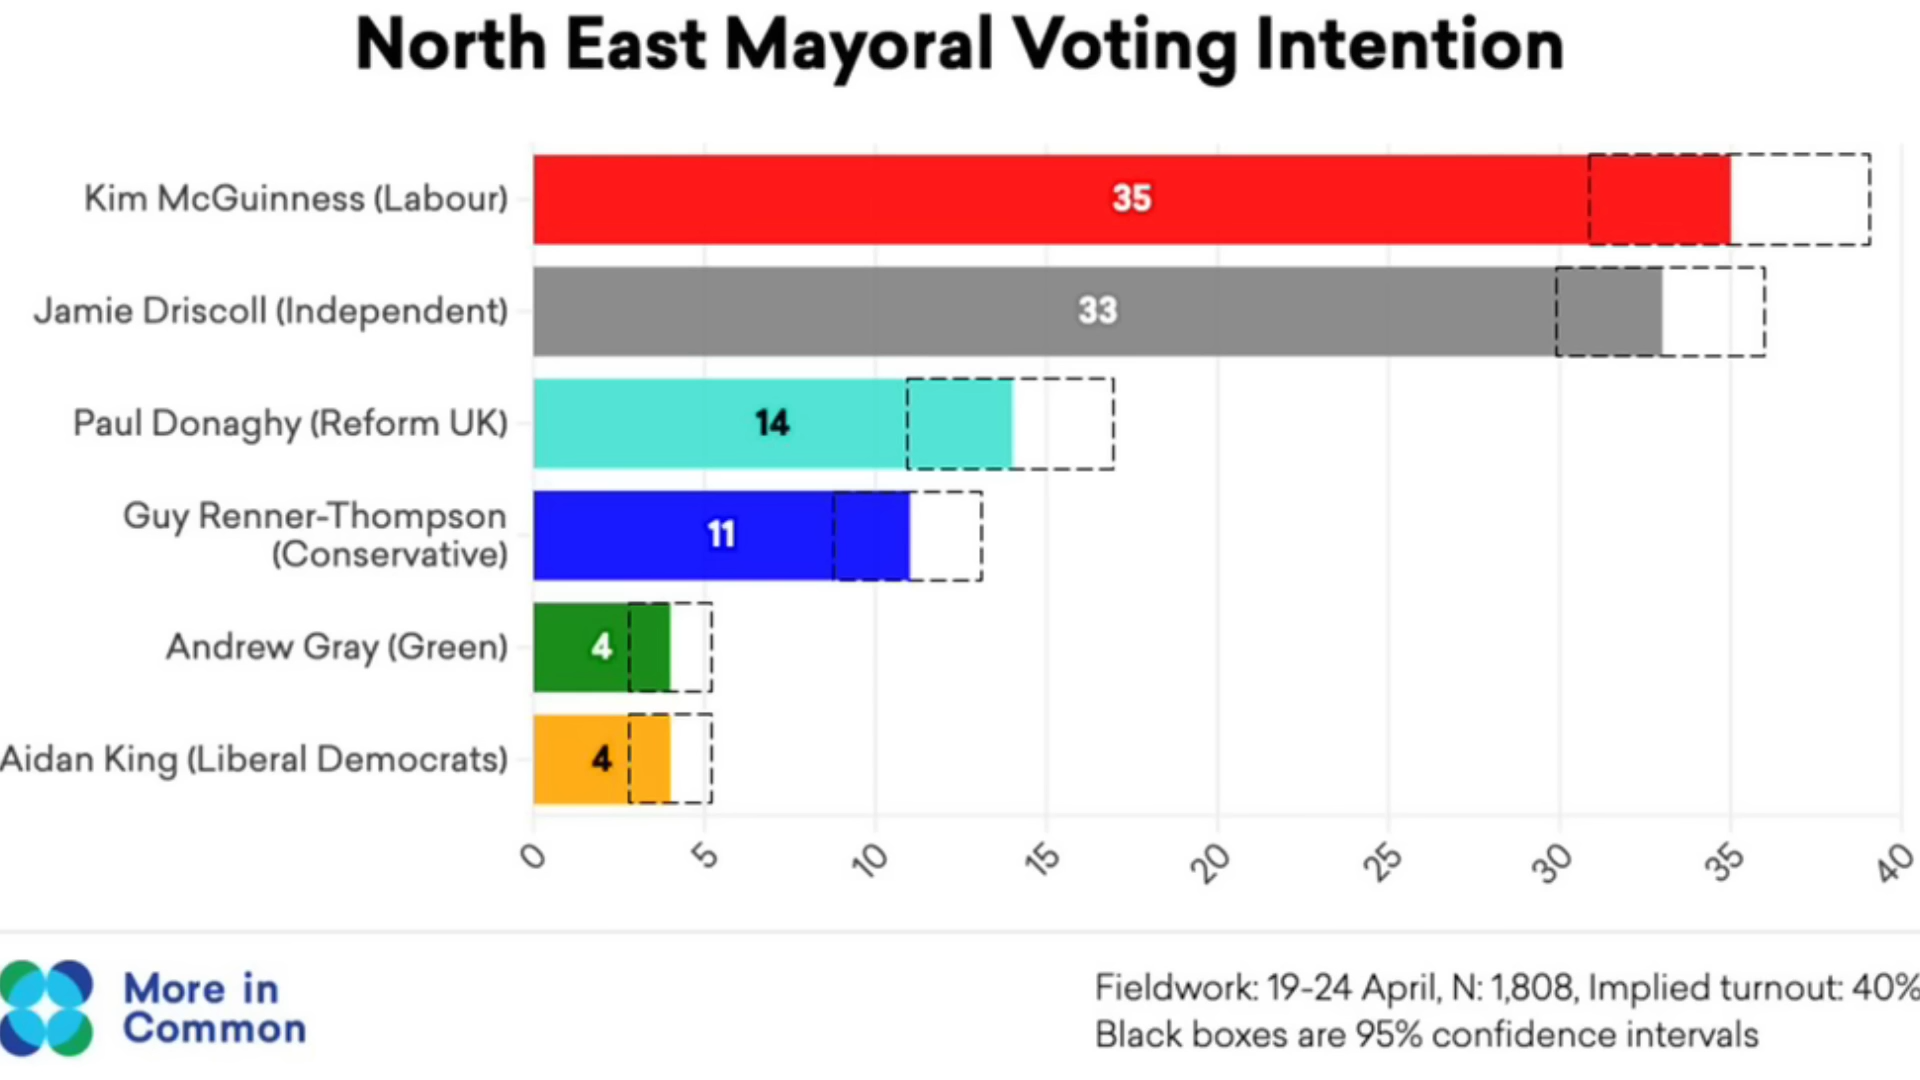 North East Mayoral Voting Intention
Kim McGuinness (Labour)
35
Jamie Driscoll (Independent)
33
Paul Donaghy (Reform UK)
14
Guy Renner-Thompson
(Conservative)
11
Andrew Gray (Green)
4
Aidan King (Liberal Democrats)
4
0 5 10 15 20 25 30 35 40
More in
Common
Fieldwork: 19-24 April, N: 1,808, Implied turnout: 40%
Black boxes are 95% confidence intervals